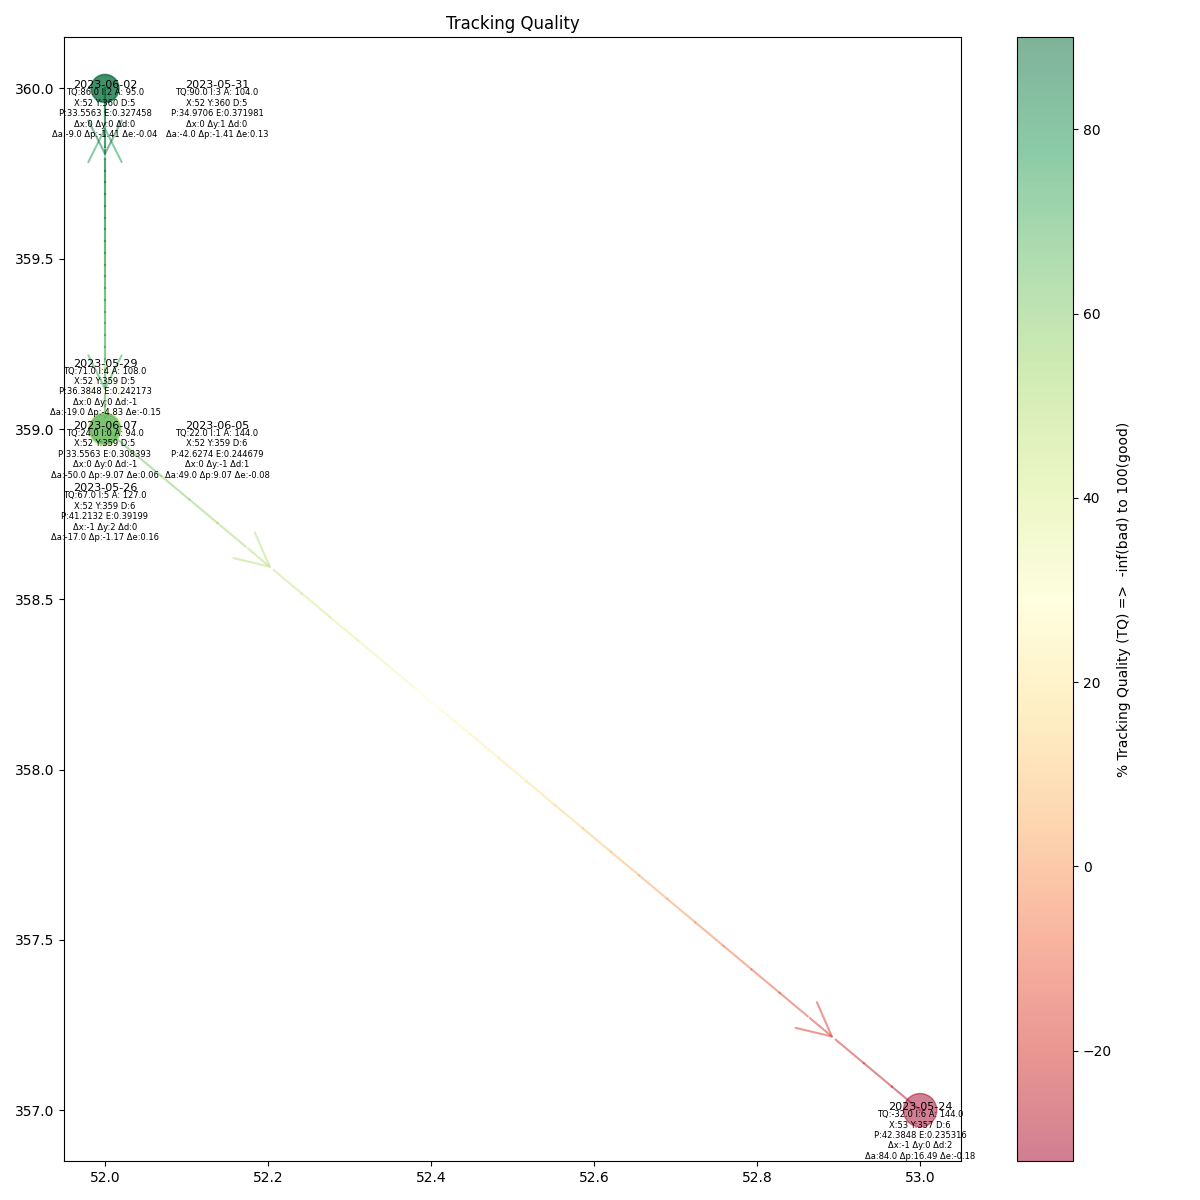 Tracking Quality
360.0
359.5
359.0
358.5
358.0
357.5
357.0
52.0
52.2
52.4
52.6
52.8
53.0
2023-06-02
TQ:86.0 I:2 A: 95.0
X:52 Y:360 D:5
P:33.5563 E:0.327458
Δx:0 Δy:0 Δd:0
Δa:-9.0 Δp:-1.41 Δe:-0.04
2023-05-31
TQ:90.0 I:3 A: 104.0
X:52 Y:360 D:5
P:34.9706 E:0.371981
Δx:0 Δy:1 Δd:0
Δa:-4.0 Δp:-1.41 Δe:0.13
2023-05-29
TQ:71.0 I:4 A: 108.0
X:52 Y:359 D:5
P:36.3848 E:0.242173
Δx:0 Δy:0 Δd:-1
Δa:-19.0 Δp:-4.83 Δe:-0.15
2023-06-07
TQ:24.0 I:0 A: 94.0
X:52 Y:359 D:5
P:33.5563 E:0.308393
Δx:0 Δy:0 Δd:-1
Δa:-50.0 Δp:-9.07 Δe:0.06
2023-06-05
TQ:22.0 I:1 A: 144.0
X:52 Y:359 D:6
P:42.6274 E:0.244679
Δx:0 Δy:-1 Δd:1
Δa:49.0 Δp:9.07 Δe:-0.08
2023-05-26
TQ:67.0 I:5 A: 127.0
X:52 Y:359 D:6
P:41.2132 E:0.39199
Δx:-1 Δy:2 Δd:0
Δa:-17.0 Δp:-1.17 Δe:0.16
2023-05-24
TQ:-32.0 I:6 A: 144.0
X:53 Y:357 D:6
P:42.3848 E:0.235316
Δx:-1 Δy:0 Δd:2
Δa:84.0 Δp:16.49 Δe:-0.18
80
60
40
20
0
−20
% Tracking Quality (TQ) => -inf(bad) to 100(good)